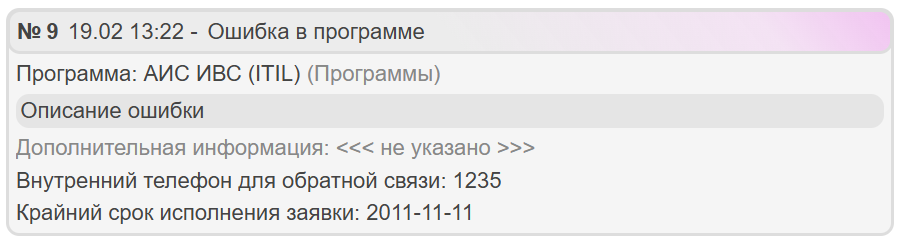 № 9 19.02 13:22 - Ошибка в программе
Программа: АИС ИВС (ITIL) (Программы)
Описание ошибки
Дополнительная информация: <<< не указано >>>
Внутренний телефон для обратной связи: 1235
Крайний срок исполнения заявки: 2011-11-11